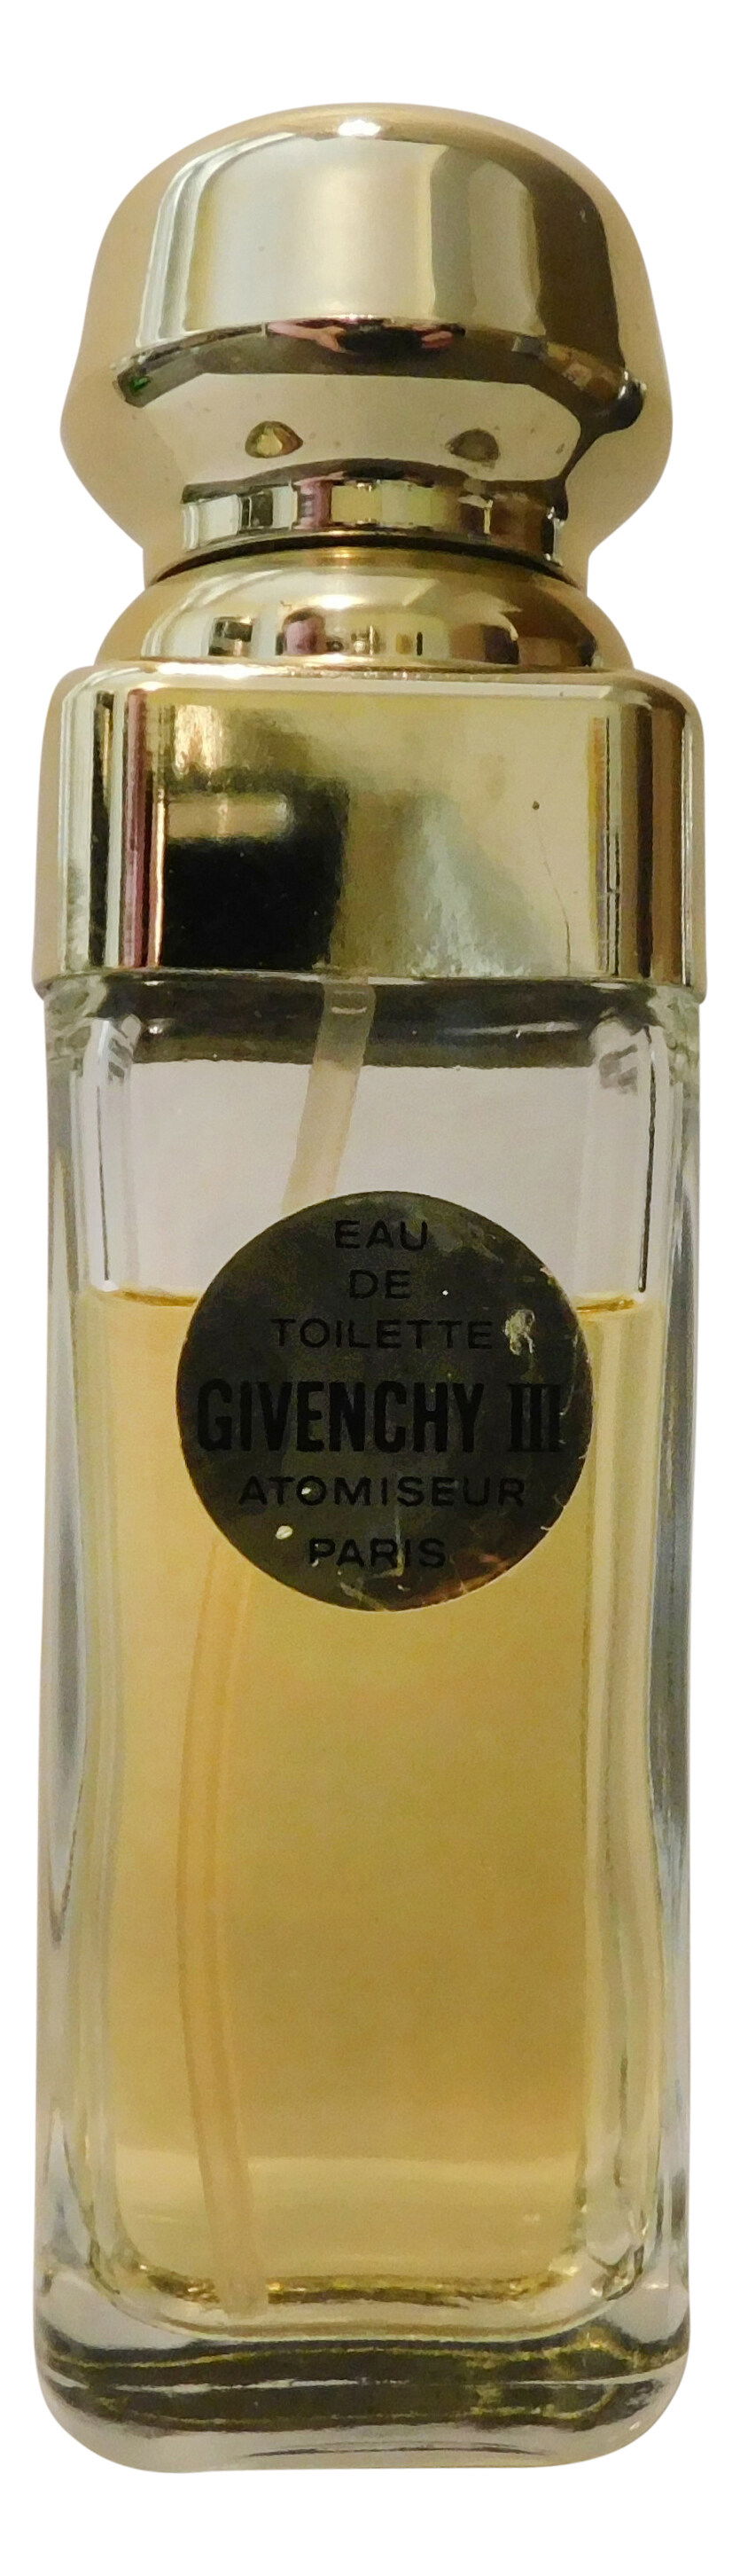 EAU
DE
TOILETTE
GIVENCHY III
ATOMISEUR
PARIS